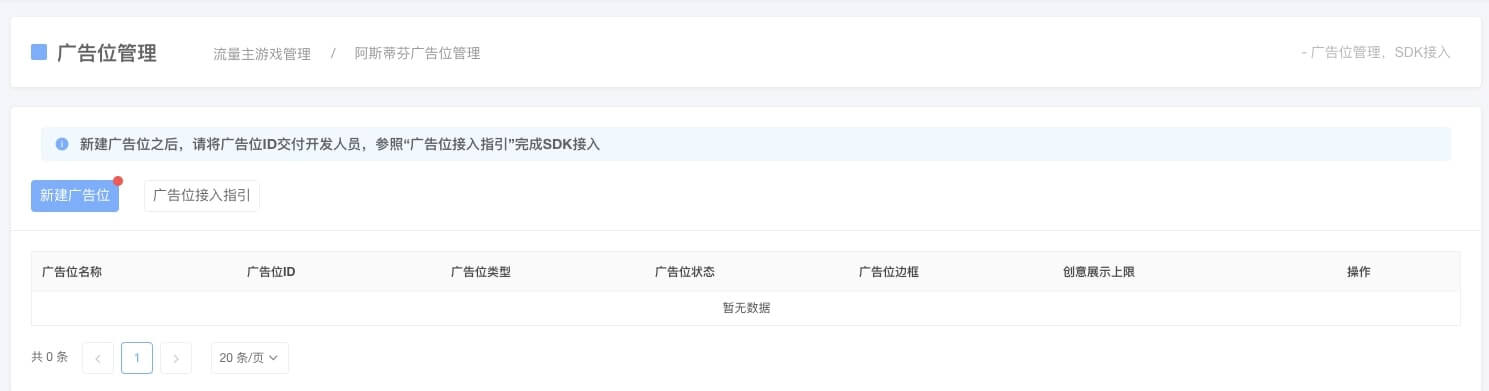 广告位管理 流量主游戏管理 / 阿斯蒂芬广告位管理 - 广告位管理，SDK接入
新建广告位之后，请将广告位ID交付开发人员，参照“广告位接入指引”完成SDK接入
新建广告位 广告位接入指引
广告位名称 广告位ID 广告位类型 广告位状态 广告位边框 创意展示上限 操作
暂无数据
共 0 条 < 1 > 20 条/页